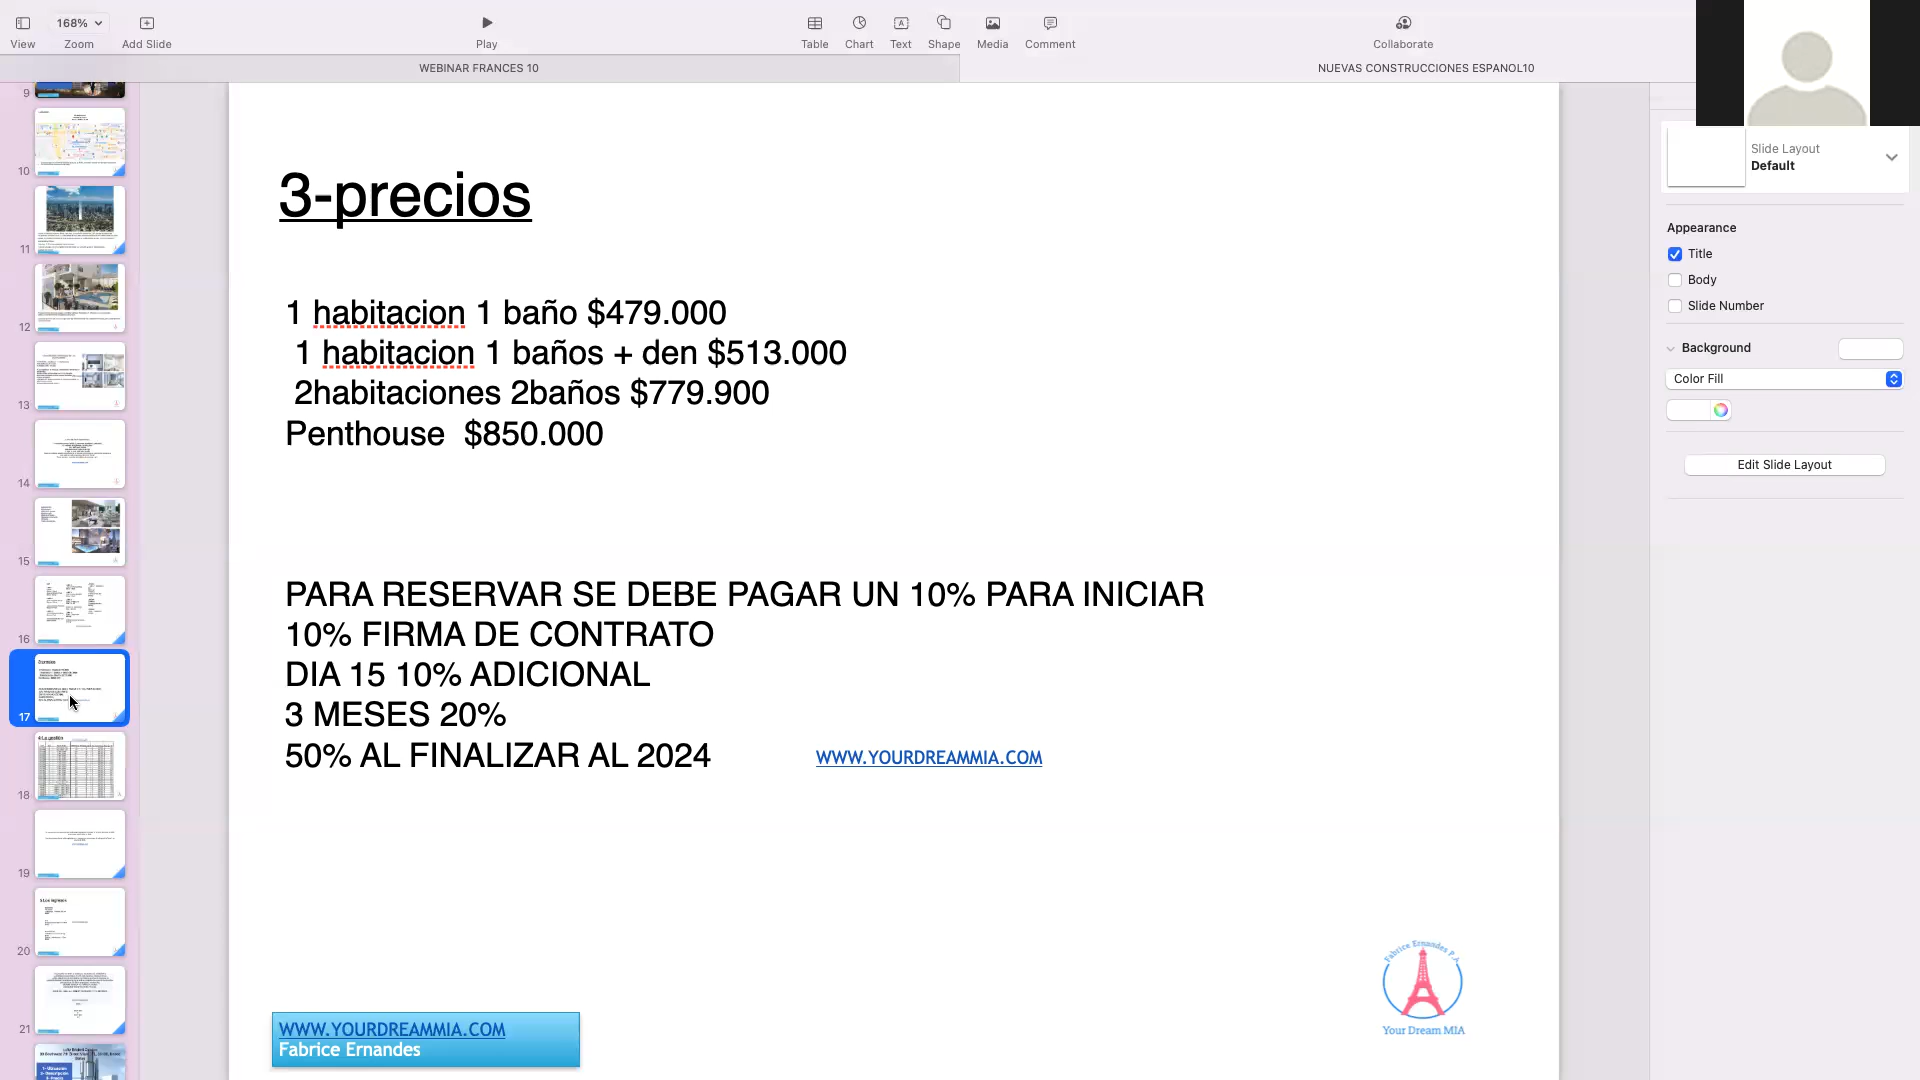 168%
View
Zoom
Add Slide
Play
Table
Chart
Text
Shape
Media
Comment
Collaborate
WEBINAR FRANCES 10
NUEVAS CONSTRUCCIONES ESPANOL10
9
10
11
12
13
14
15
16
17
18
19
20
21
3-precios
1 habitacion 1 baño $479.000
1 habitacion 1 baños + den $513.000
2habitaciones 2baños $779.900
Penthouse $850.000
PARA RESERVAR SE DEBE PAGAR UN 10% PARA INICIAR
10% FIRMA DE CONTRATO
DIA 15 10% ADICIONAL
3 MESES 20%
50% AL FINALIZAR AL 2024
WWW.YOURDREAMMIA.COM
WWW.YOURDREAMMIA.COM
Fabrice Ernandes
Fabrice Ernandes P.A
Your Dream MIA
Slide Layout
Default
Appearance
Title
Body
Slide Number
Background
Color Fill
Edit Slide Layout